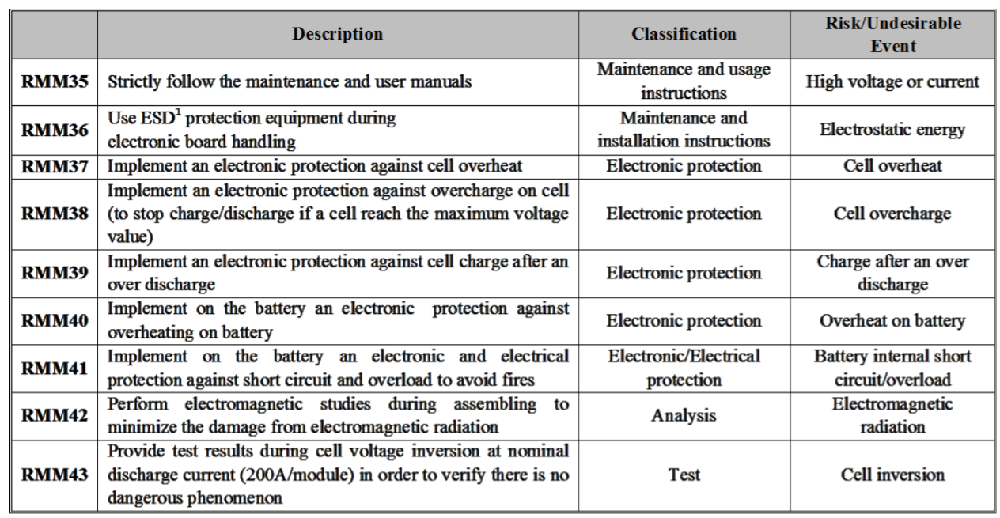 Description Classification Risk/Undesirable
Event
RMM35 Strictly follow the maintenance and user manuals Maintenance and usage
instructions High voltage or current
RMM36 Use ESD¹ protection equipment during
electronic board handling Maintenance and
installation instructions Electrostatic energy
RMM37 Implement an electronic protection against cell overheat Electronic protection Cell overheat
RMM38 Implement an electronic protection against overcharge on cell
(to stop charge/discharge if a cell reach the maximum voltage
value) Electronic protection Cell overcharge
RMM39 Implement an electronic protection against cell charge after an
over discharge Electronic protection Charge after an over
discharge
RMM40 Implement on the battery an electronic protection against
overheating on battery Electronic protection Overheat on battery
RMM41 Implement on the battery an electronic and electrical
protection against short circuit and overload to avoid fires Electronic/Electrical
protection Battery internal short
circuit/overload
RMM42 Perform electromagnetic studies during assembling to
minimize the damage from electromagnetic radiation Analysis Electromagnetic
radiation
RMM43 Provide test results during cell voltage inversion at nominal
discharge current (200A/module) in order to verify there is no
dangerous phenomenon Test Cell inversion